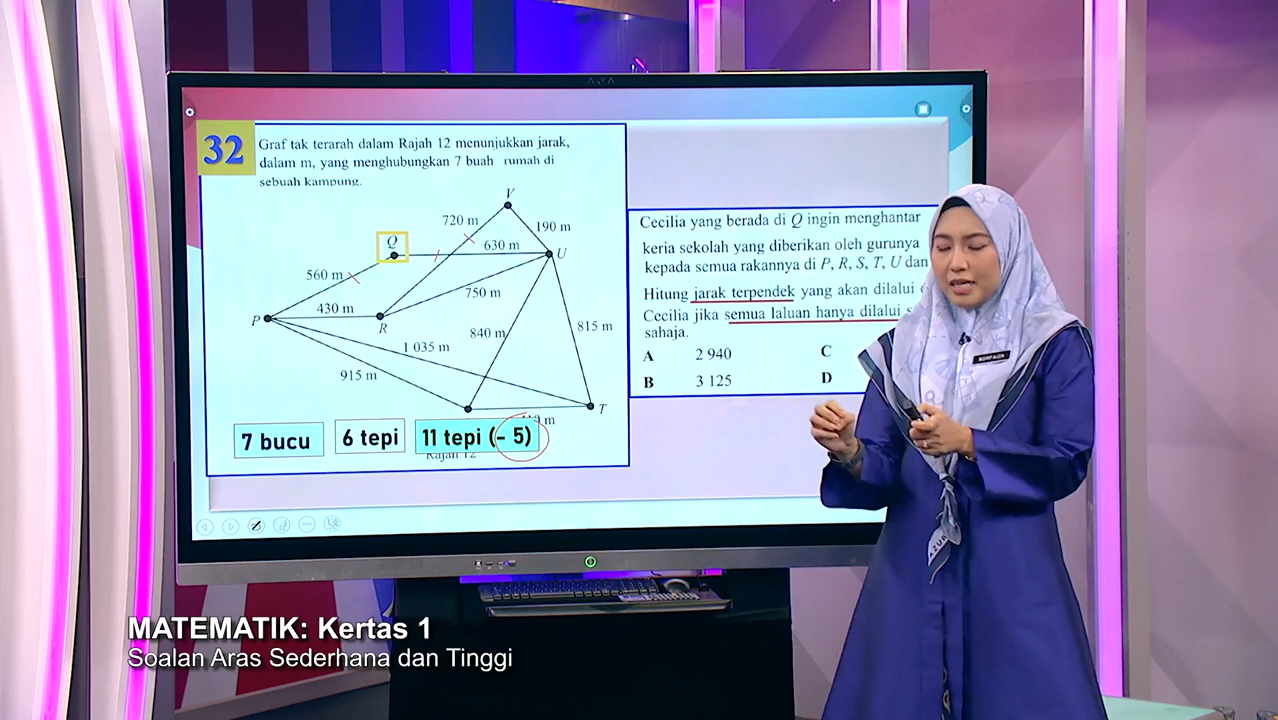 32
Graf tak terarah dalam Rajah 12 menunjukkan jarak,
dalam m, yang menghubungkan 7 buah rumah di
sebuah kampung.
V
720 m
190 m
Q
630 m
U
560 m
750 m
430 m
P
R
840 m
815 m
1 035 m
915 m
T
m
7 bucu
6 tepi
11 tepi (- 5)
Rajah 12
Cecilia yang berada di Q ingin menghantar
kerja sekolah yang diberikan oleh gurunya
kepada semua rakannya di P, R, S, T, U dan
Hitung jarak terpendek yang akan dilalui
Cecilia jika semua laluan hanya dilalui
sahaja.
A 2 940
C
B 3 125
D
NORFAIZA
MATEMATIK: Kertas 1
Soalan Aras Sederhana dan Tinggi